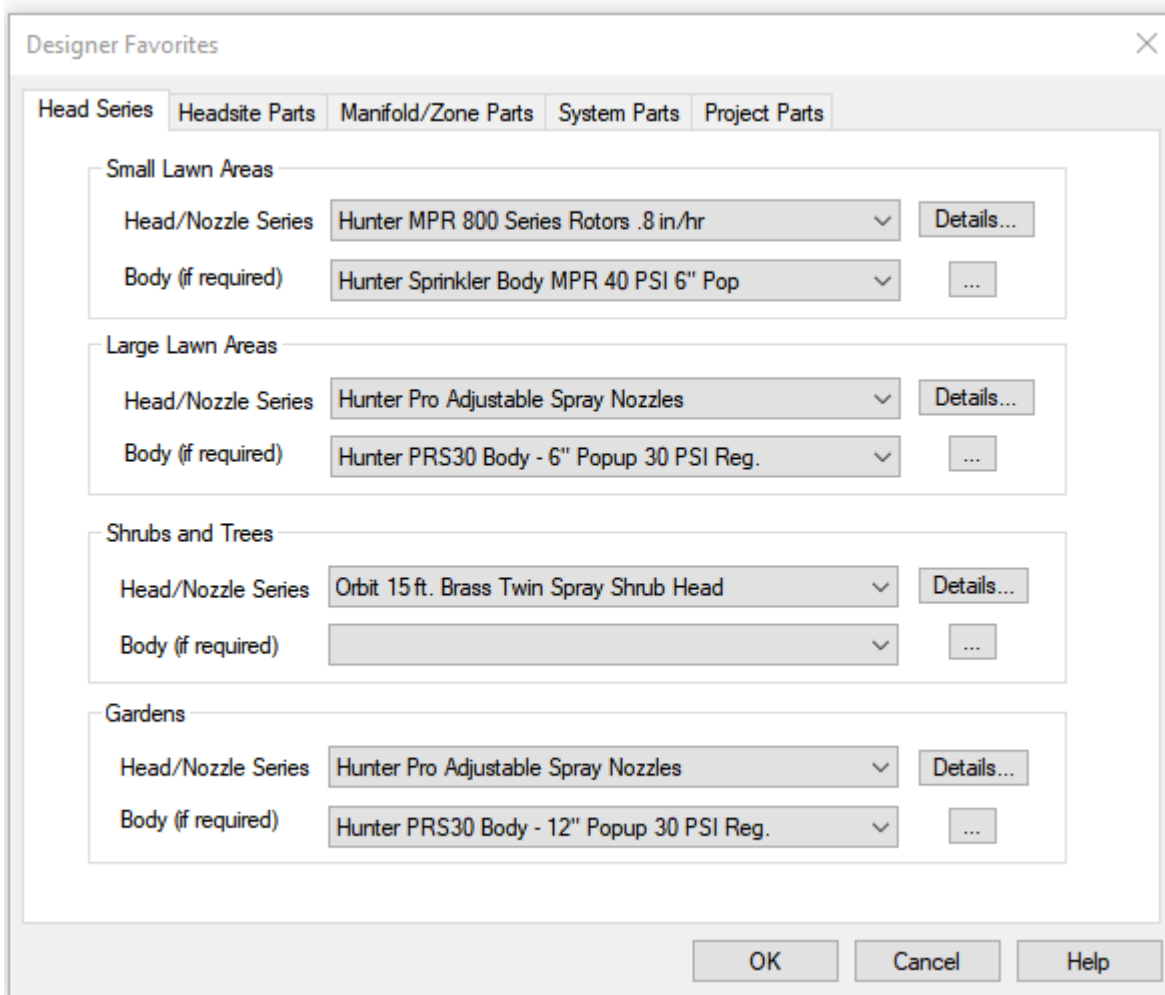 Designer Favorites
Head Series Headsite Parts Manifold/Zone Parts System Parts Project Parts
Small Lawn Areas
Head/Nozzle Series Hunter MPR 800 Series Rotors .8 in/hr Details...
Body (if required) Hunter Sprinkler Body MPR 40 PSI 6" Pop ...
Large Lawn Areas
Head/Nozzle Series Hunter Pro Adjustable Spray Nozzles Details...
Body (if required) Hunter PRS30 Body - 6" Popup 30 PSI Reg. ...
Shrubs and Trees
Head/Nozzle Series Orbit 15 ft. Brass Twin Spray Shrub Head Details...
Body (if required) ...
Gardens
Head/Nozzle Series Hunter Pro Adjustable Spray Nozzles Details...
Body (if required) Hunter PRS30 Body - 12" Popup 30 PSI Reg. ...
OK Cancel Help